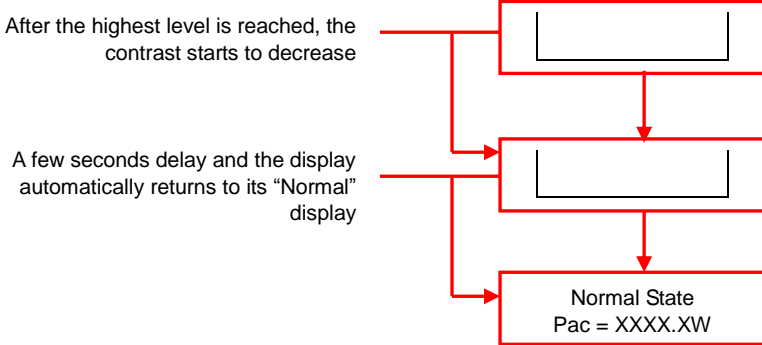 After the highest level is reached, the
contrast starts to decrease
A few seconds delay and the display
automatically returns to its “Normal”
display
Normal State
Pac = XXXX.XW